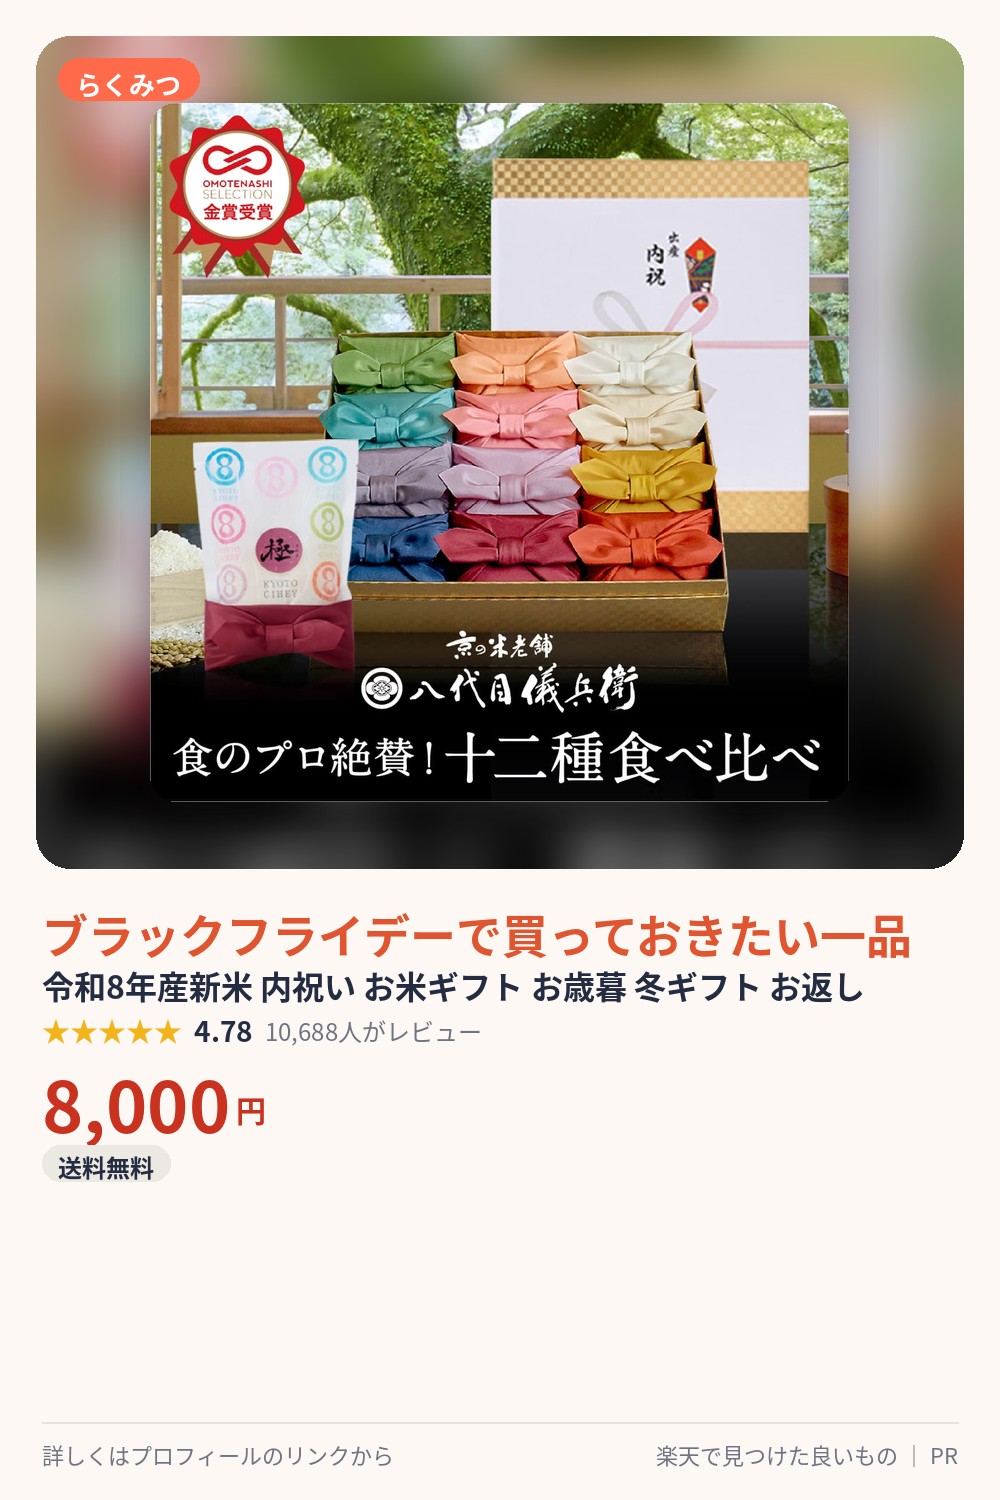 らくみつ
OMOTENASHI
SELECTION
金賞受賞
出産
内祝
極
KYOTO
CIHEY
京の米老舗
八代目儀兵衛
食のプロ絶賛！十二種食べ比べ
ブラックフライデーで買っておきたい一品
令和8年産新米 内祝い お米ギフト お歳暮 冬ギフト お返し
★★★★★ 4.78 10,688人がレビュー
8,000円
送料無料
詳しくはプロフィールのリンクから
楽天で見つけた良いもの ｜ PR